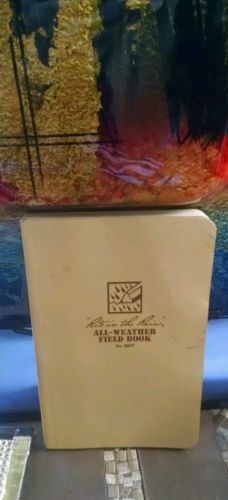 "Rite in the Rain"
ALL-WEATHER
FIELD BOOK